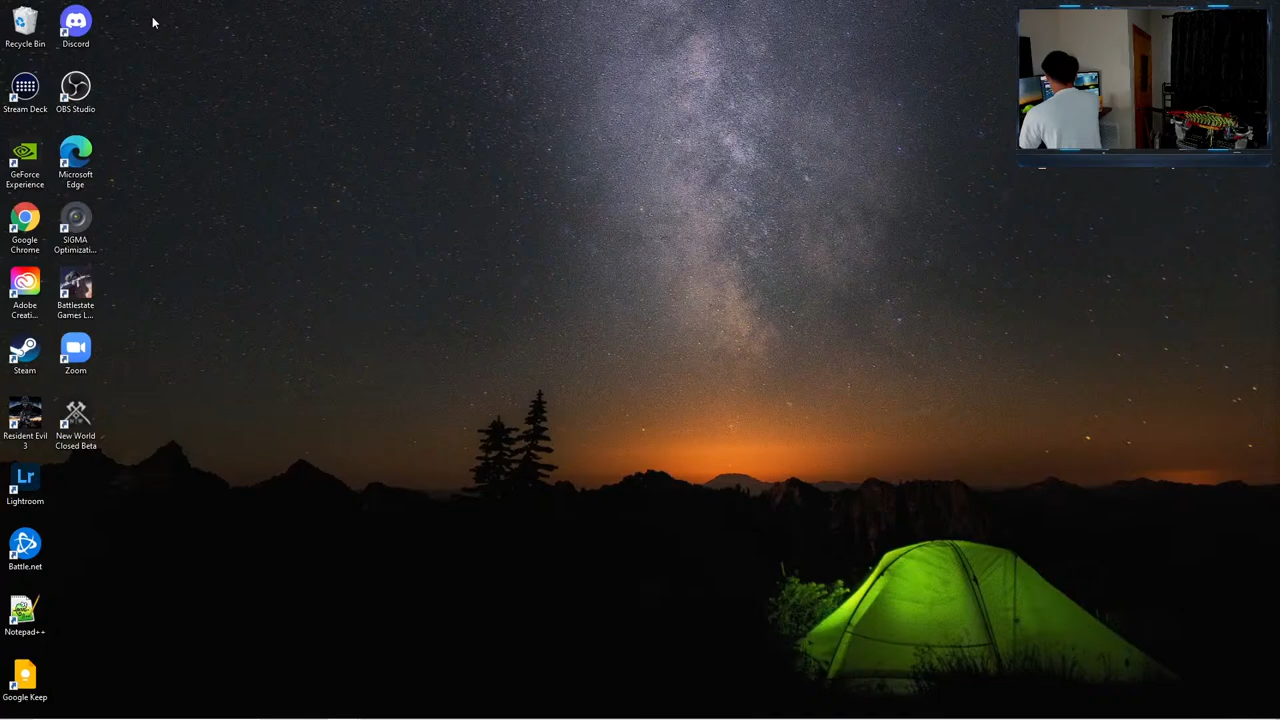 Recycle Bin
Discord
Stream Deck
OBS Studio
GeForce
Experience
Microsoft
Edge
Google
Chrome
SIGMA
Optimizati...
Adobe
Creati...
Battlestate
Games L...
Steam
Zoom
Resident Evil
3
New World
Closed Beta
Lr
Lightroom
Battle.net
Notepad++
Google Keep